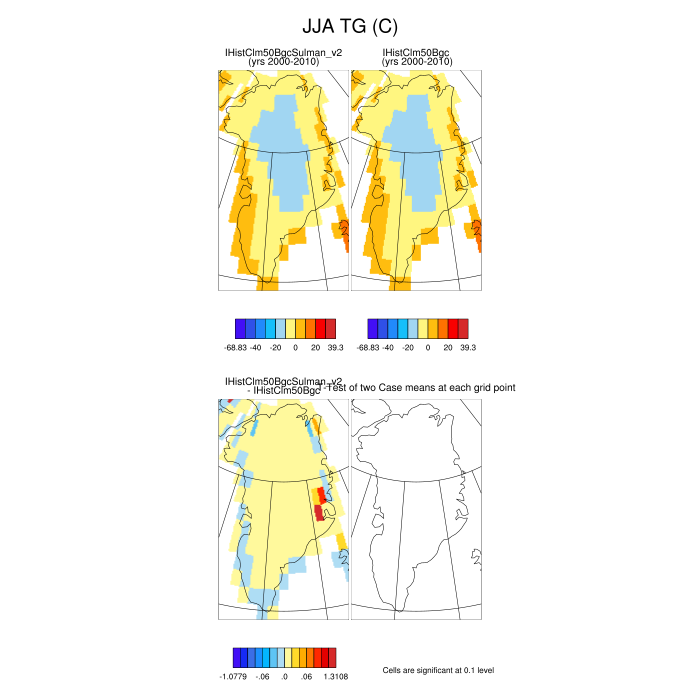 JJA TG (C)
IHistClm50BgcSulman_v2
(yrs 2000-2010)
IHistClm50Bgc
(yrs 2000-2010)
-68.83 -40 -20 0 20 39.3
-68.83 -40 -20 0 20 39.3
IHistClm50BgcSulman_v2
- IHistClm50Bgc
T-Test of two Case means at each grid point
-1.0779 -.06 .0 .06 1.3108
Cells are significant at 0.1 level